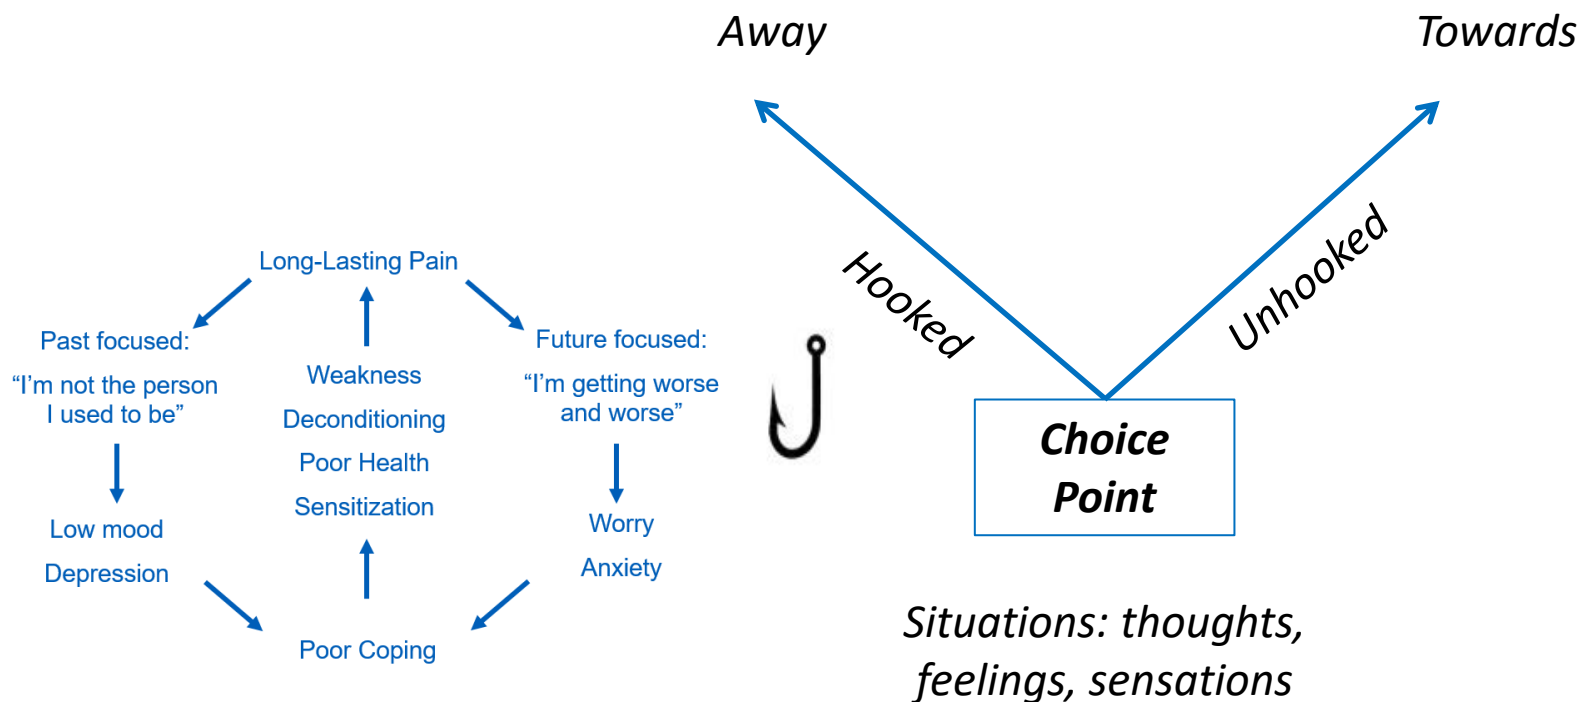 Away
Towards
Hooked
Unhooked
Long-Lasting Pain
Past focused:
“I’m not the person
I used to be”
Low mood
Depression
Weakness
Deconditioning
Poor Health
Sensitization
Future focused:
“I’m getting worse
and worse”
Worry
Anxiety
Poor Coping
Choice
Point
Situations: thoughts,
feelings, sensations